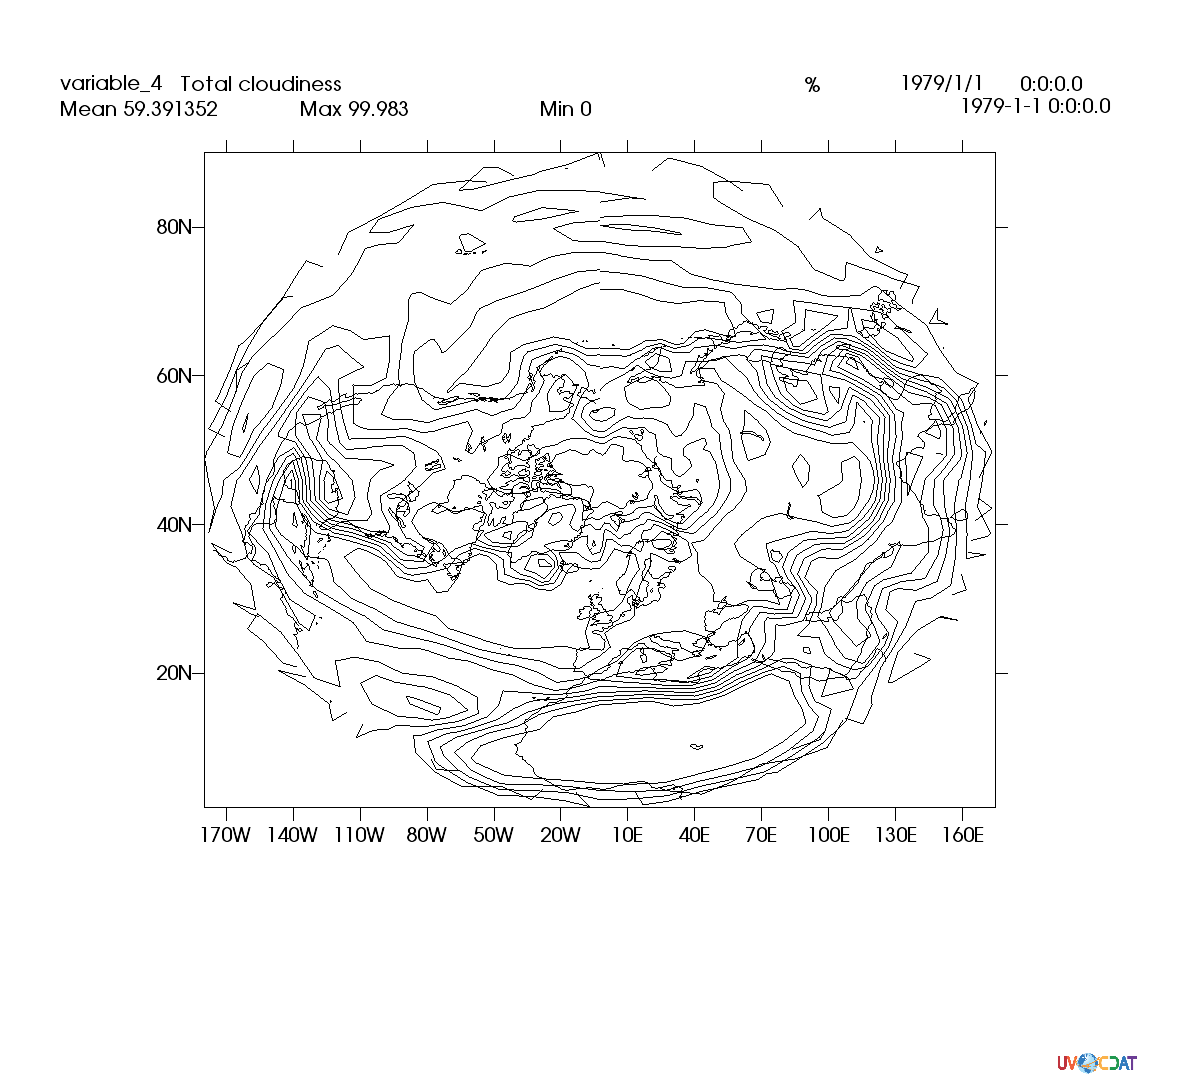 variable_4 Total cloudiness % 1979/1/1 0:0:0.0
Mean 59.391352 Max 99.983 Min 0 1979-1-1 0:0:0.0
80N
60N
40N
20N
170W 140W 110W 80W 50W 20W 10E 40E 70E 100E 130E 160E
UV CDAT